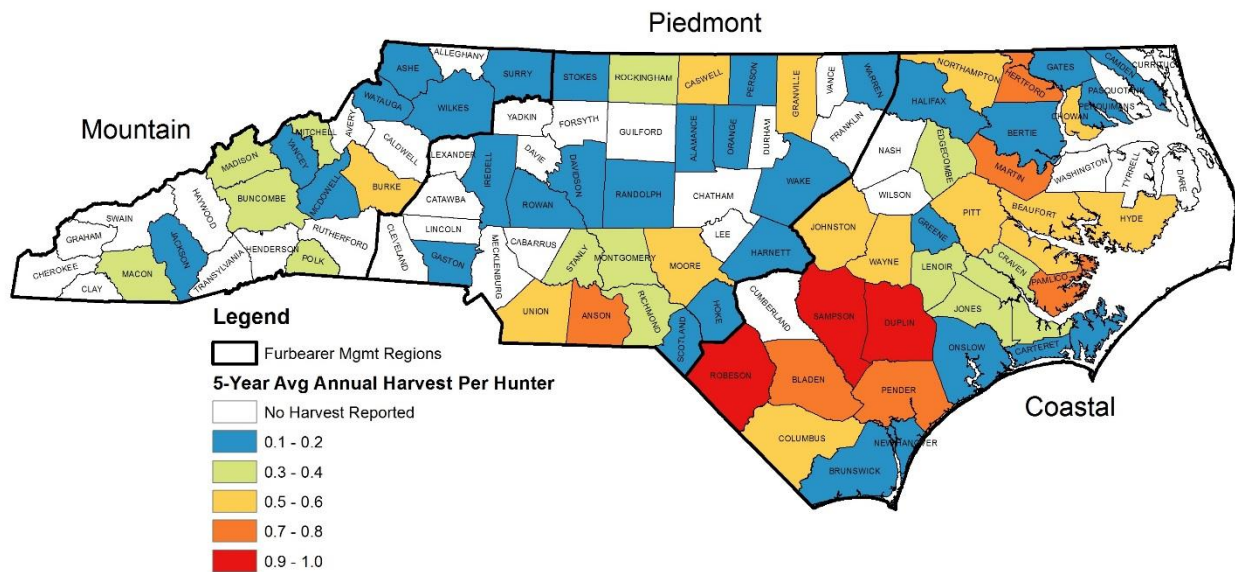 Piedmont
Mountain
Coastal
ALLEGHANY
ASHE
SURRY
STOKES
ROCKINGHAM
CASWELL
PERSON
GRANVILLE
VANCE
WARREN
NORTHAMPTON
HERTFORD
GATES
CAMDEN
CURRITUCK
PASQUOTANK
PERQUIMANS
CHOWAN
HALIFAX
BERTIE
WATAUGA
WILKES
YADKIN
FORSYTH
GUILFORD
ALAMANCE
ORANGE
DURHAM
FRANKLIN
NASH
EDGECOMBE
MARTIN
WASHINGTON
TYRRELL
DARE
MITCHELL
AVERY
CALDWELL
ALEXANDER
DAVIE
IREDELL
DAVIDSON
RANDOLPH
CHATHAM
WAKE
WILSON
MADISON
YANCEY
MCDOWELL
BURKE
CATAWBA
ROWAN
LEE
JOHNSTON
PITT
BEAUFORT
HYDE
HAYWOOD
BUNCOMBE
RUTHERFORD
CLEVELAND
LINCOLN
GASTON
MECKLENBURG
CABARRUS
STANLY
MONTGOMERY
MOORE
HARNETT
WAYNE
GREENE
LENOIR
CRAVEN
PAMLICO
SWAIN
GRAHAM
CHEROKEE
CLAY
MACON
JACKSON
TRANSYLVANIA
HENDERSON
POLK
UNION
ANSON
RICHMOND
SCOTLAND
HOKE
CUMBERLAND
SAMPSON
DUPLIN
JONES
ONSLOW
CARTERET
ROBESON
BLADEN
PENDER
COLUMBUS
NEW HANOVER
BRUNSWICK
Legend
Furbearer Mgmt Regions
5-Year Avg Annual Harvest Per Hunter
No Harvest Reported
0.1 - 0.2
0.3 - 0.4
0.5 - 0.6
0.7 - 0.8
0.9 - 1.0